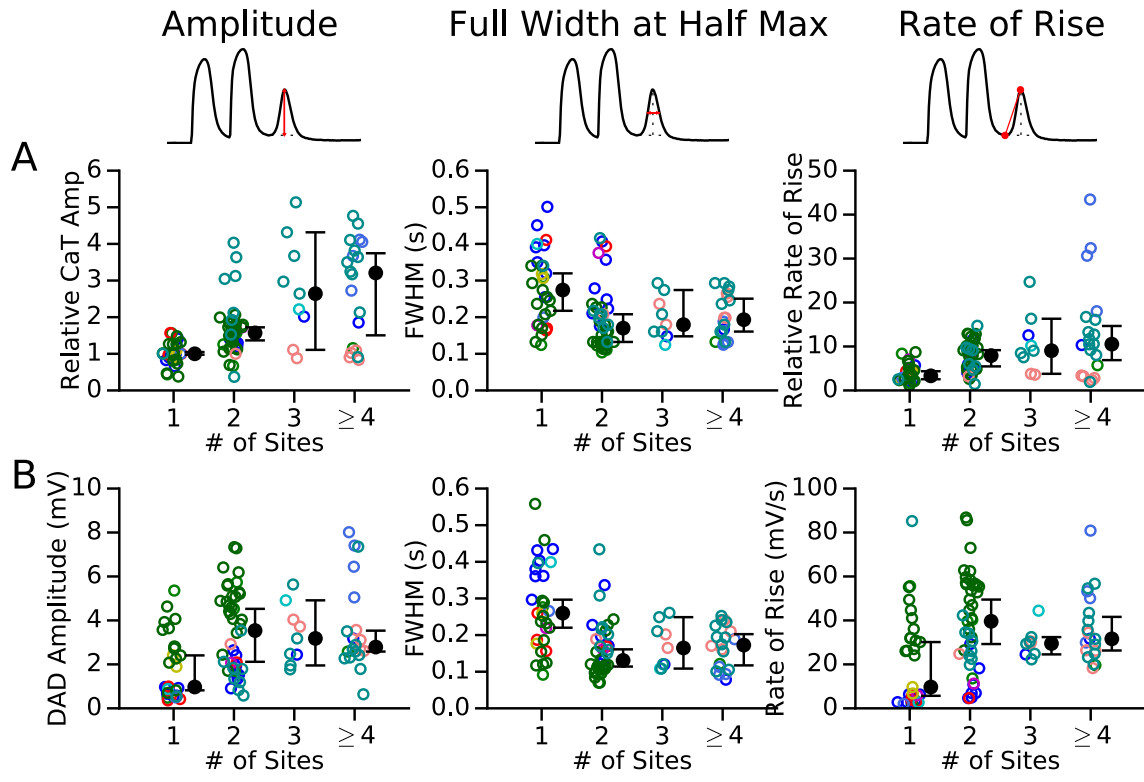 Amplitude
Full Width at Half Max
Rate of Rise
A
Relative CaT Amp
6
5
4
3
2
1
0
1 2 3 ≥ 4
# of Sites
FWHM (s)
0.6
0.5
0.4
0.3
0.2
0.1
0.0
1 2 3 ≥ 4
# of Sites
Relative Rate of Rise
50
40
30
20
10
0
1 2 3 ≥ 4
# of Sites
B
DAD Amplitude (mV)
10
8
6
4
2
0
1 2 3 ≥ 4
# of Sites
FWHM (s)
0.6
0.5
0.4
0.3
0.2
0.1
0.0
1 2 3 ≥ 4
# of Sites
Rate of Rise (mV/s)
100
80
60
40
20
0
1 2 3 ≥ 4
# of Sites